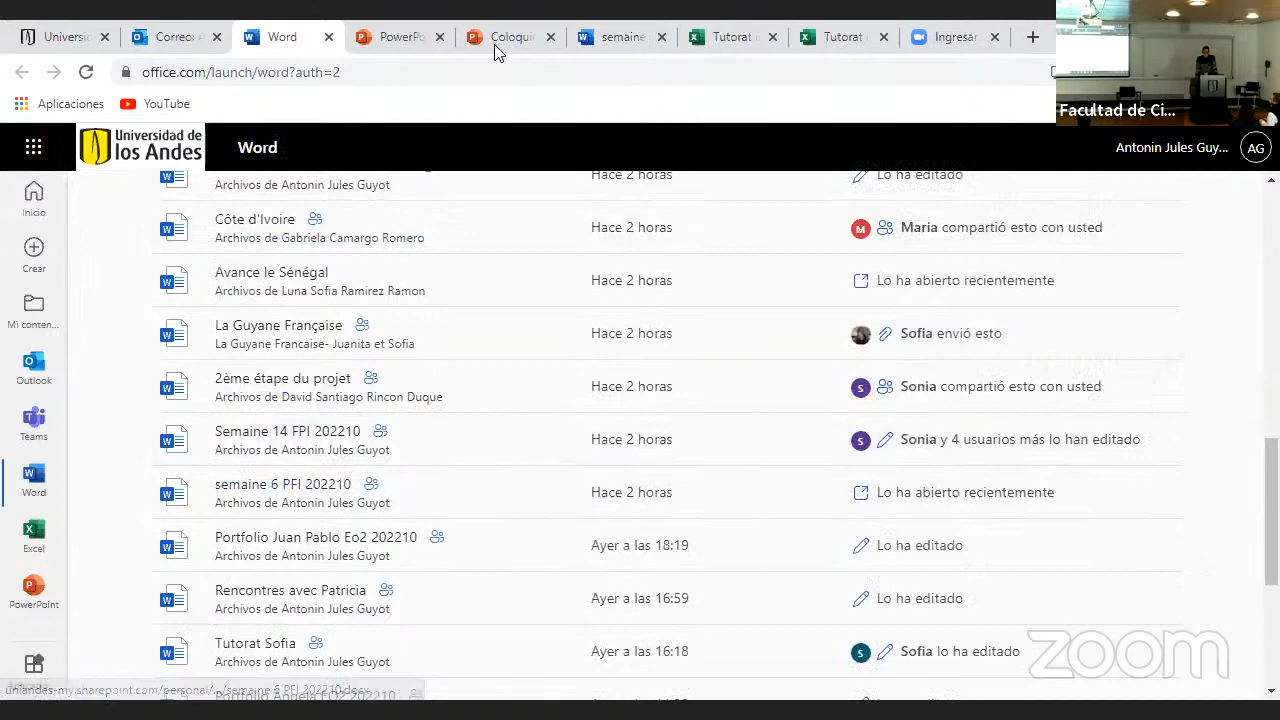 Universi
Correo: A
Word
PowerPo
Coloqui
semaine
Tutorat i
Tutorat
Ingresar
office.com/launch/word?auth=2
Aplicaciones
YouTube
Facultad de Ci...
Universidad de
los Andes
Word
Antonin Jules Guy...
AG
Inicio
Crear
Mi conten...
Outlook
Teams
Word
Excel
PowerPoint
Archivos de Antonin Jules Guyot
Hace 2 horas
Lo ha editado
Côte d'Ivoire
Archivos de Gabriela Camargo Romero
Hace 2 horas
M
Maria compartió esto con usted
Avance le Sénégal
Archivos de Luna Sofia Ramirez Ramon
Hace 2 horas
Lo ha abierto recientemente
La Guyane Française
La Guyane Francaise- Juanita et Sofia
Hace 2 horas
Sofia envió esto
2ème étape du projet
Archivos de David Santiago Rincon Duque
Hace 2 horas
S
Sonia compartió esto con usted
Semaine 14 FPI 202210
Archivos de Antonin Jules Guyot
Hace 2 horas
S
Sonia y 4 usuarios más lo han editado
semaine 6 PFI 202210
Archivos de Antonin Jules Guyot
Hace 2 horas
Lo ha abierto recientemente
Portfolio Juan Pablo Eo2 202210
Archivos de Antonin Jules Guyot
Ayer a las 18:19
Lo ha editado
Rencontres avec Patricia
Archivos de Antonin Jules Guyot
Ayer a las 16:59
Lo ha editado
Tutorat Sofia
Archivos de Antonin Jules Guyot
Ayer a las 16:18
S
Sofia lo ha editado
zoom